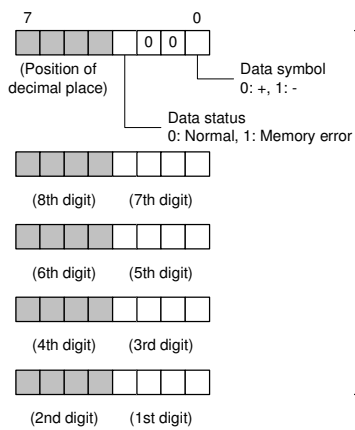 7 0
0 0
(Position of
decimal place)
Data symbol
0: +, 1: -
Data status
0: Normal, 1: Memory error
(8th digit) (7th digit)
(6th digit) (5th digit)
(4th digit) (3rd digit)
(2nd digit) (1st digit)